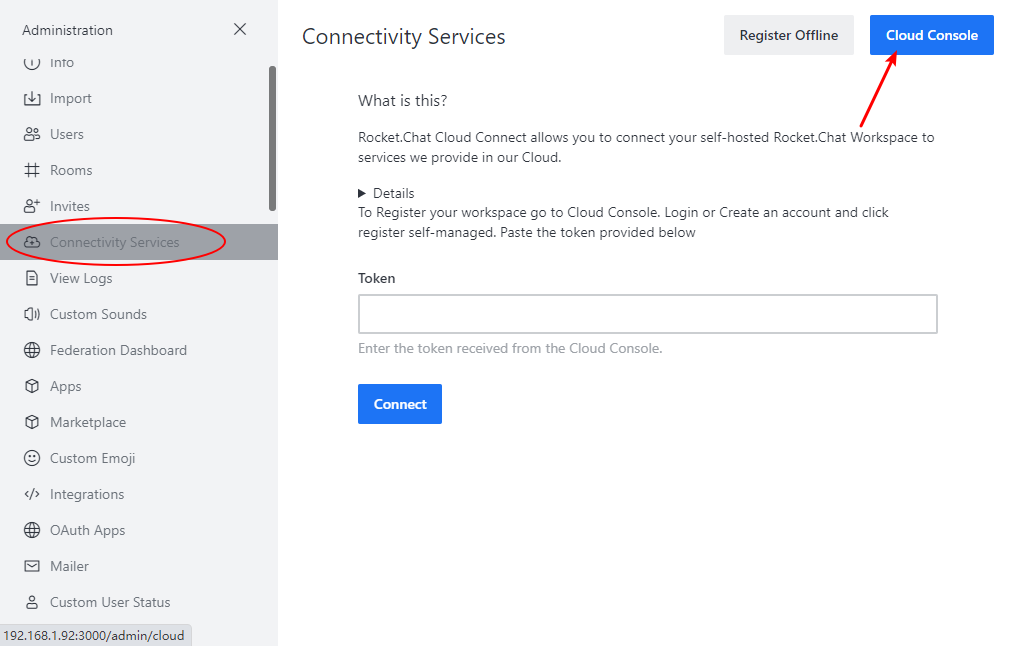 Administration
Info
Import
Users
Rooms
Invites
Connectivity Services
View Logs
Custom Sounds
Federation Dashboard
Apps
Marketplace
Custom Emoji
Integrations
OAuth Apps
Mailer
Custom User Status
192.168.1.92:3000/admin/cloud
Connectivity Services
Register Offline
Cloud Console
What is this?
Rocket.Chat Cloud Connect allows you to connect your self-hosted Rocket.Chat Workspace to
services we provide in our Cloud.
Details
To Register your workspace go to Cloud Console. Login or Create an account and click
register self-managed. Paste the token provided below
Token
Enter the token received from the Cloud Console.
Connect